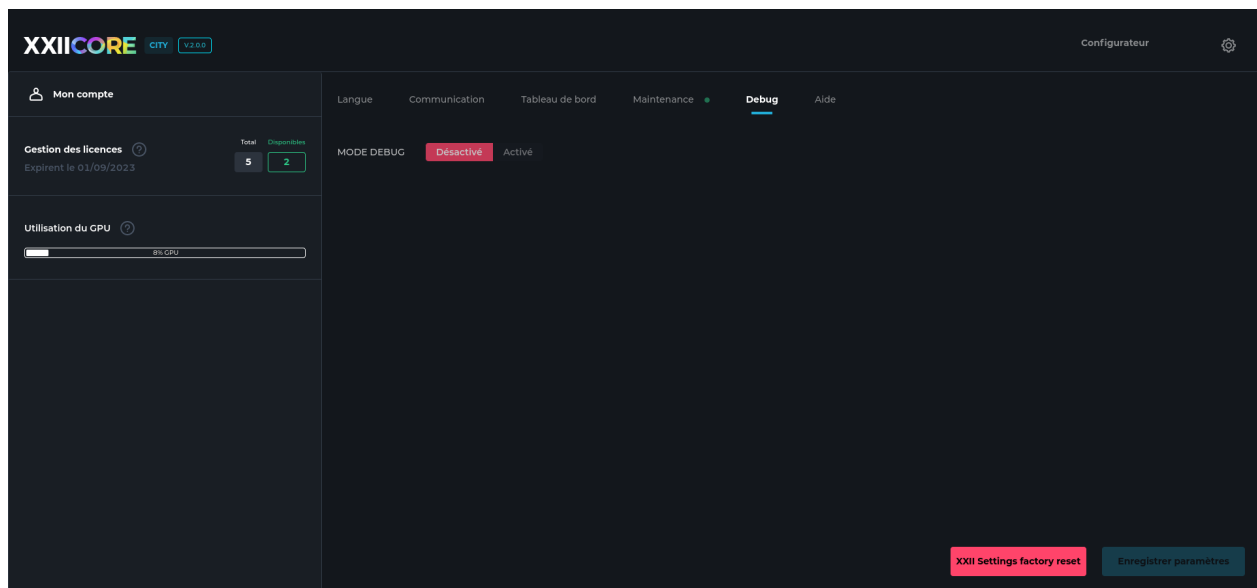 XXIICORE CITY V.2.0.0
Configurateur
Mon compte
Langue Communication Tableau de bord Maintenance Debug Aide
Total Disponibles
Gestion des licences ?
5 2
Expirent le 01/09/2023
MODE DEBUG Désactivé Activé
Utilisation du GPU ?
8% GPU
XXII Settings factory reset Enregistrer paramètres